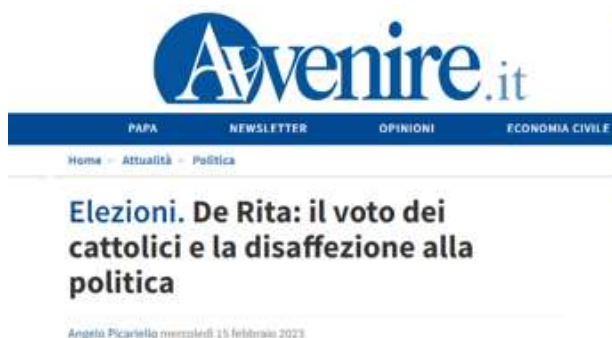 Avvenire.it
PAPA NEWSLETTER OPINIONI ECONOMIA CIVILE
Home – Attualità – Politica
Elezioni. De Rita: il voto dei
cattolici e la disaffezione alla
politica
Angelo Picariello mercoledì 15 febbraio 2023